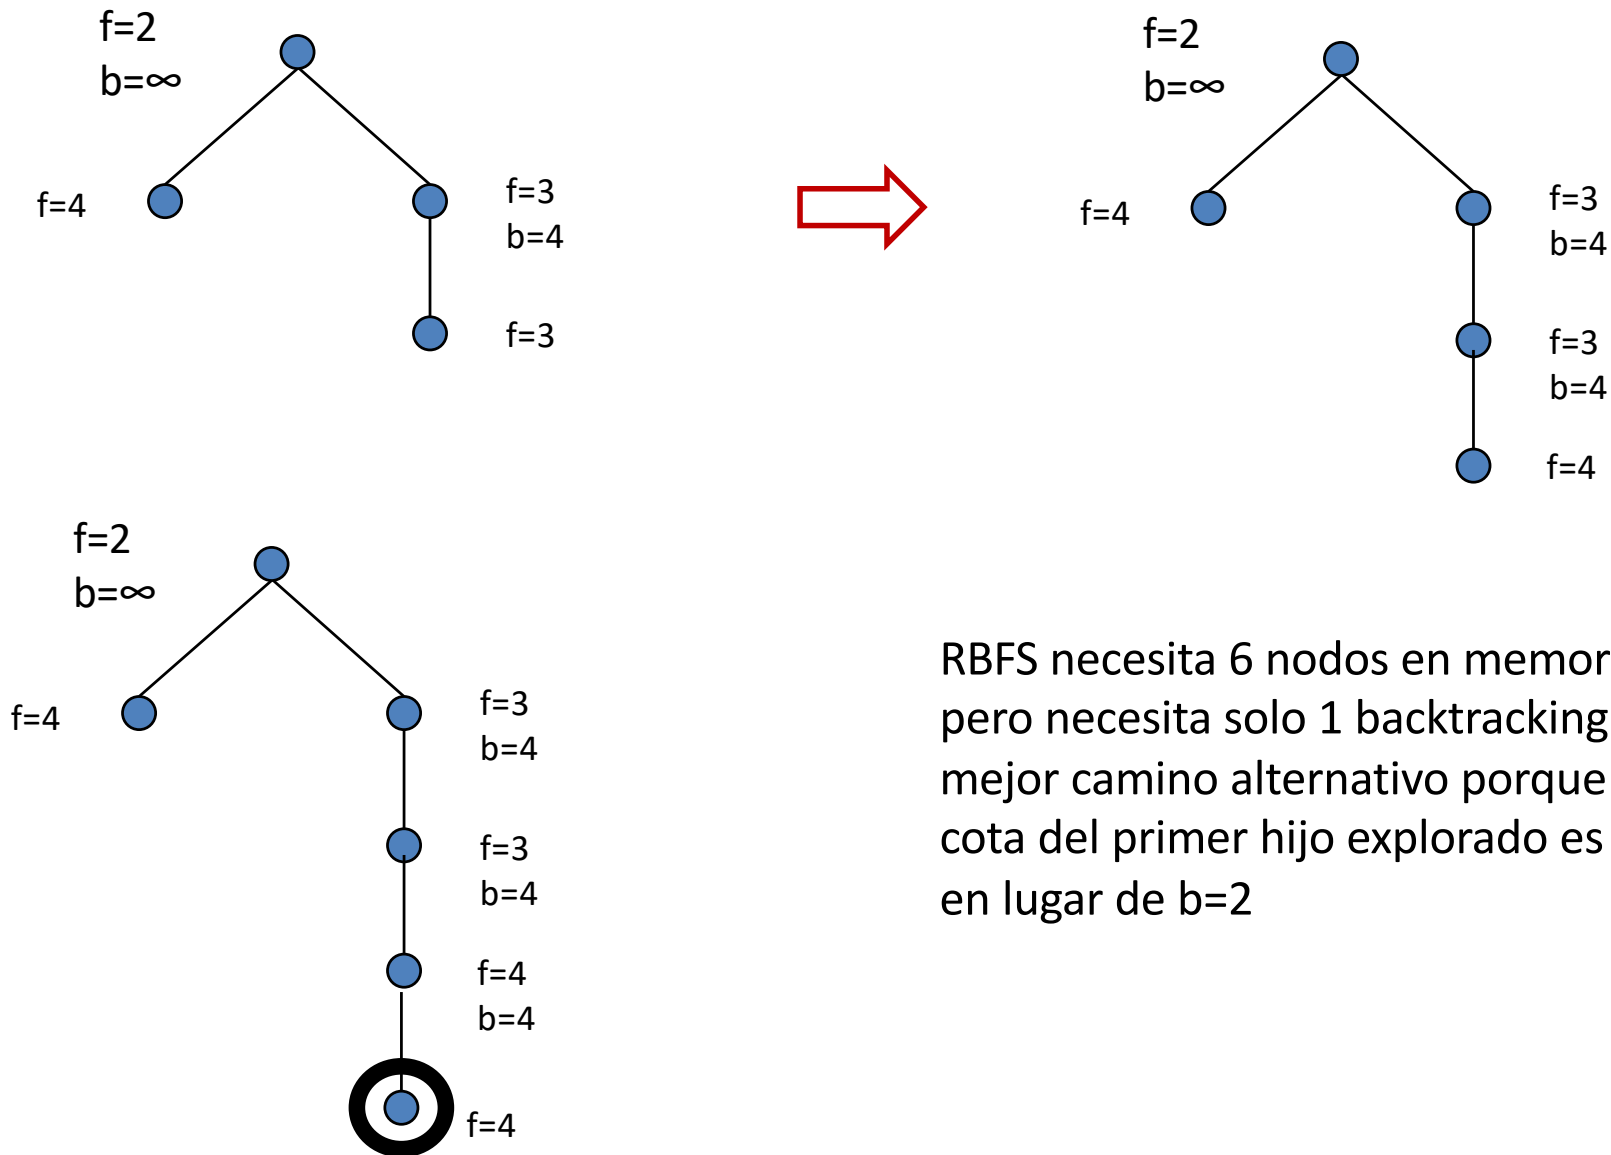 f=2
b=∞
f=4
f=3
b=4
f=3
f=2
b=∞
f=4
f=3
b=4
f=3
b=4
f=4
f=2
b=∞
f=4
f=3
b=4
f=3
b=4
f=4
b=4
f=4
RBFS necesita 6 nodos en memor
pero necesita solo 1 backtracking
mejor camino alternativo porque
cota del primer hijo explorado es
en lugar de b=2